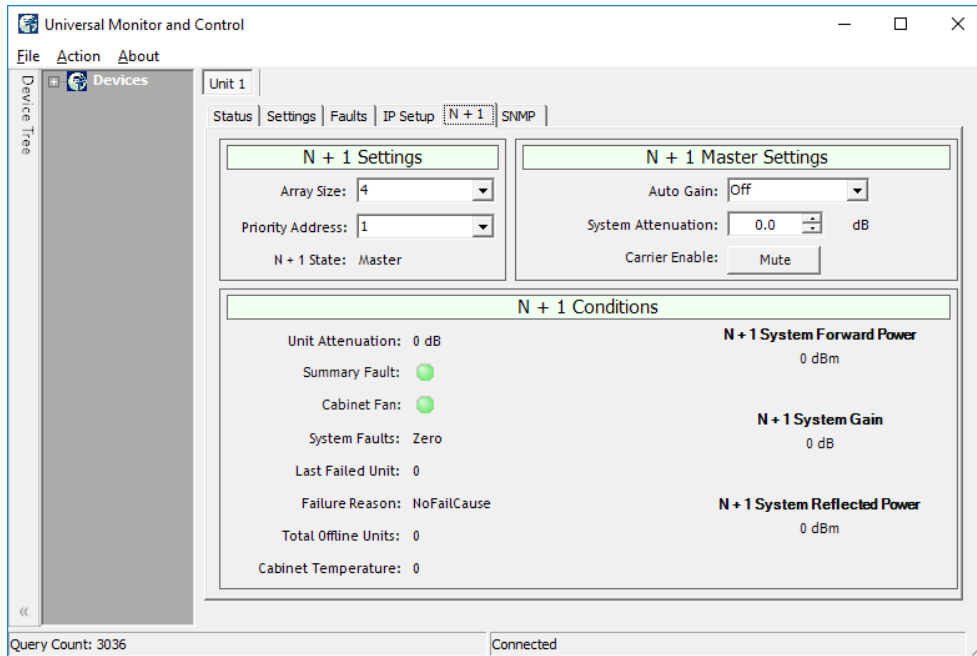 Universal Monitor and Control
File Action About
Device Tree
Devices
Unit 1
Status Settings Faults IP Setup N + 1 SNMP
N + 1 Settings
Array Size: 4
Priority Address: 1
N + 1 State: Master
N + 1 Master Settings
Auto Gain: Off
System Attenuation: 0.0 dB
Carrier Enable: Mute
N + 1 Conditions
Unit Attenuation: 0 dB
Summary Fault:
Cabinet Fan:
System Faults: Zero
Last Failed Unit: 0
Failure Reason: NoFailCause
Total Offline Units: 0
Cabinet Temperature: 0
N + 1 System Forward Power
0 dBm
N + 1 System Gain
0 dB
N + 1 System Reflected Power
0 dBm
«
Query Count: 3036
Connected